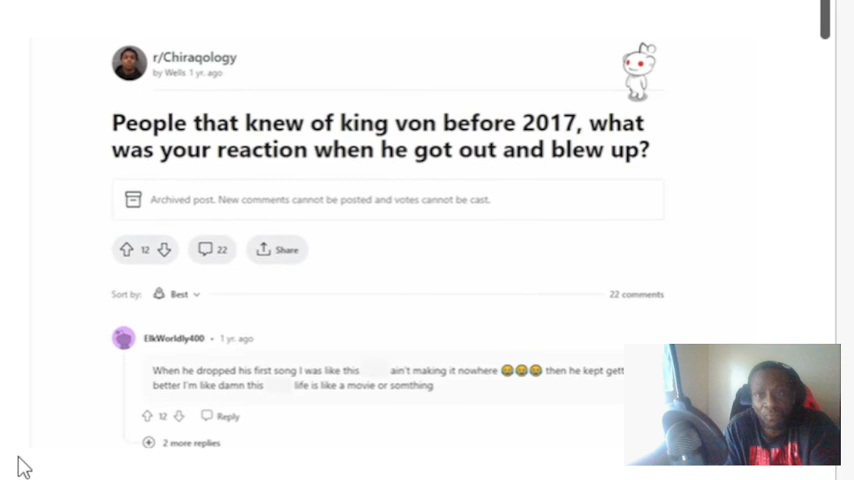 r/Chiraqology
by Wells 1 yr. ago
People that knew of king von before 2017, what
was your reaction when he got out and blew up?
Archived post. New comments cannot be posted and votes cannot be cast.
12 22 Share
Sort by: Best 22 comments
ElkWorldly400 • 1 yr. ago
When he dropped his first song I was like this ain't making it nowhere 😂😂😂 then he kept gett
better I'm like damn this life is like a movie or somthing
12 Reply
2 more replies